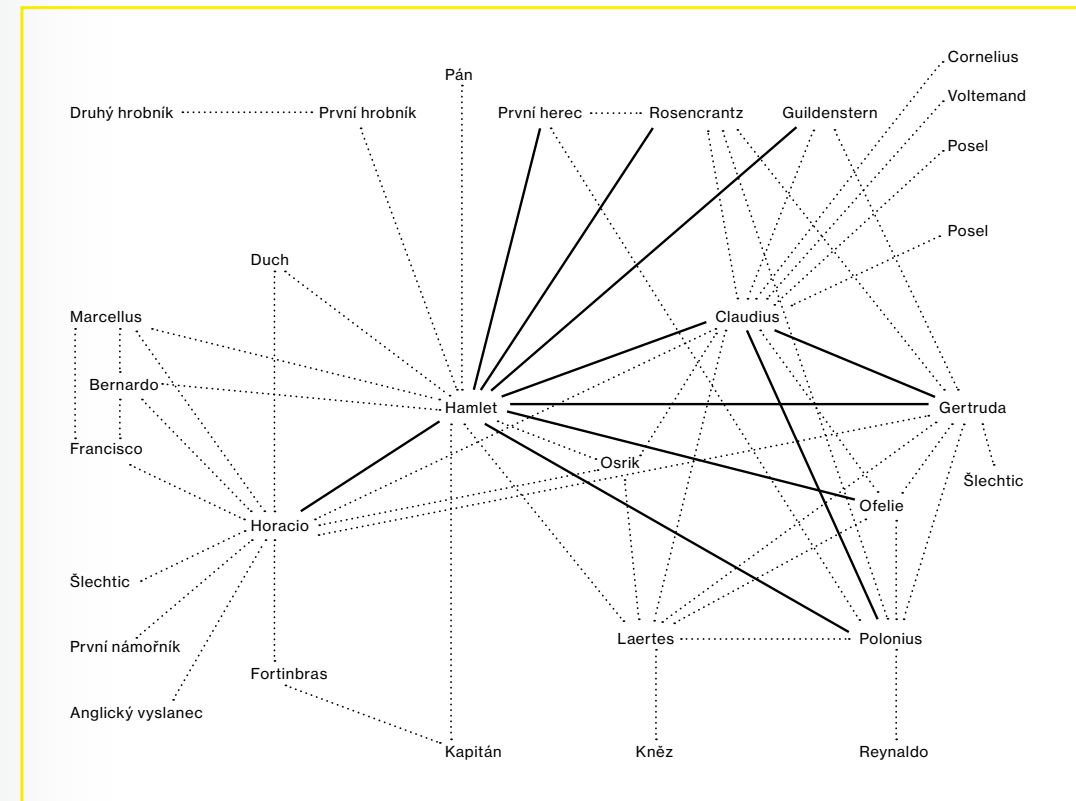 Cornelius
Pán
Voltemand
Druhý hrobník
První hrobník
První herec
Rosencrantz
Guildenstern
Posel
Posel
Duch
Marcellus
Claudius
Bernardo
Hamlet
Gertruda
Francisco
Osrik
Šlechtic
Ofelie
Horacio
Šlechtic
Laertes
Polonius
První námořník
Fortinbras
Anglický vyslanec
Kapitán
Kněz
Reynaldo